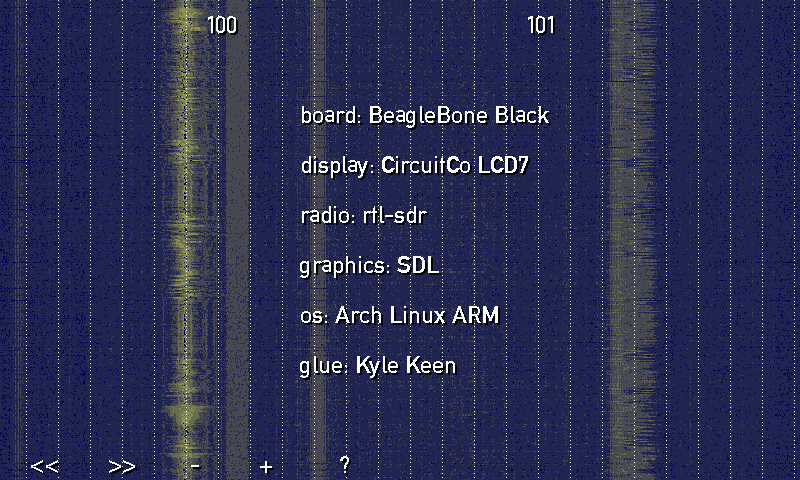 100 101
board: BeagleBone Black
display: CircuitCo LCD7
radio: rtl-sdr
graphics: SDL
os: Arch Linux ARM
glue: Kyle Keen
<< >> - + ?